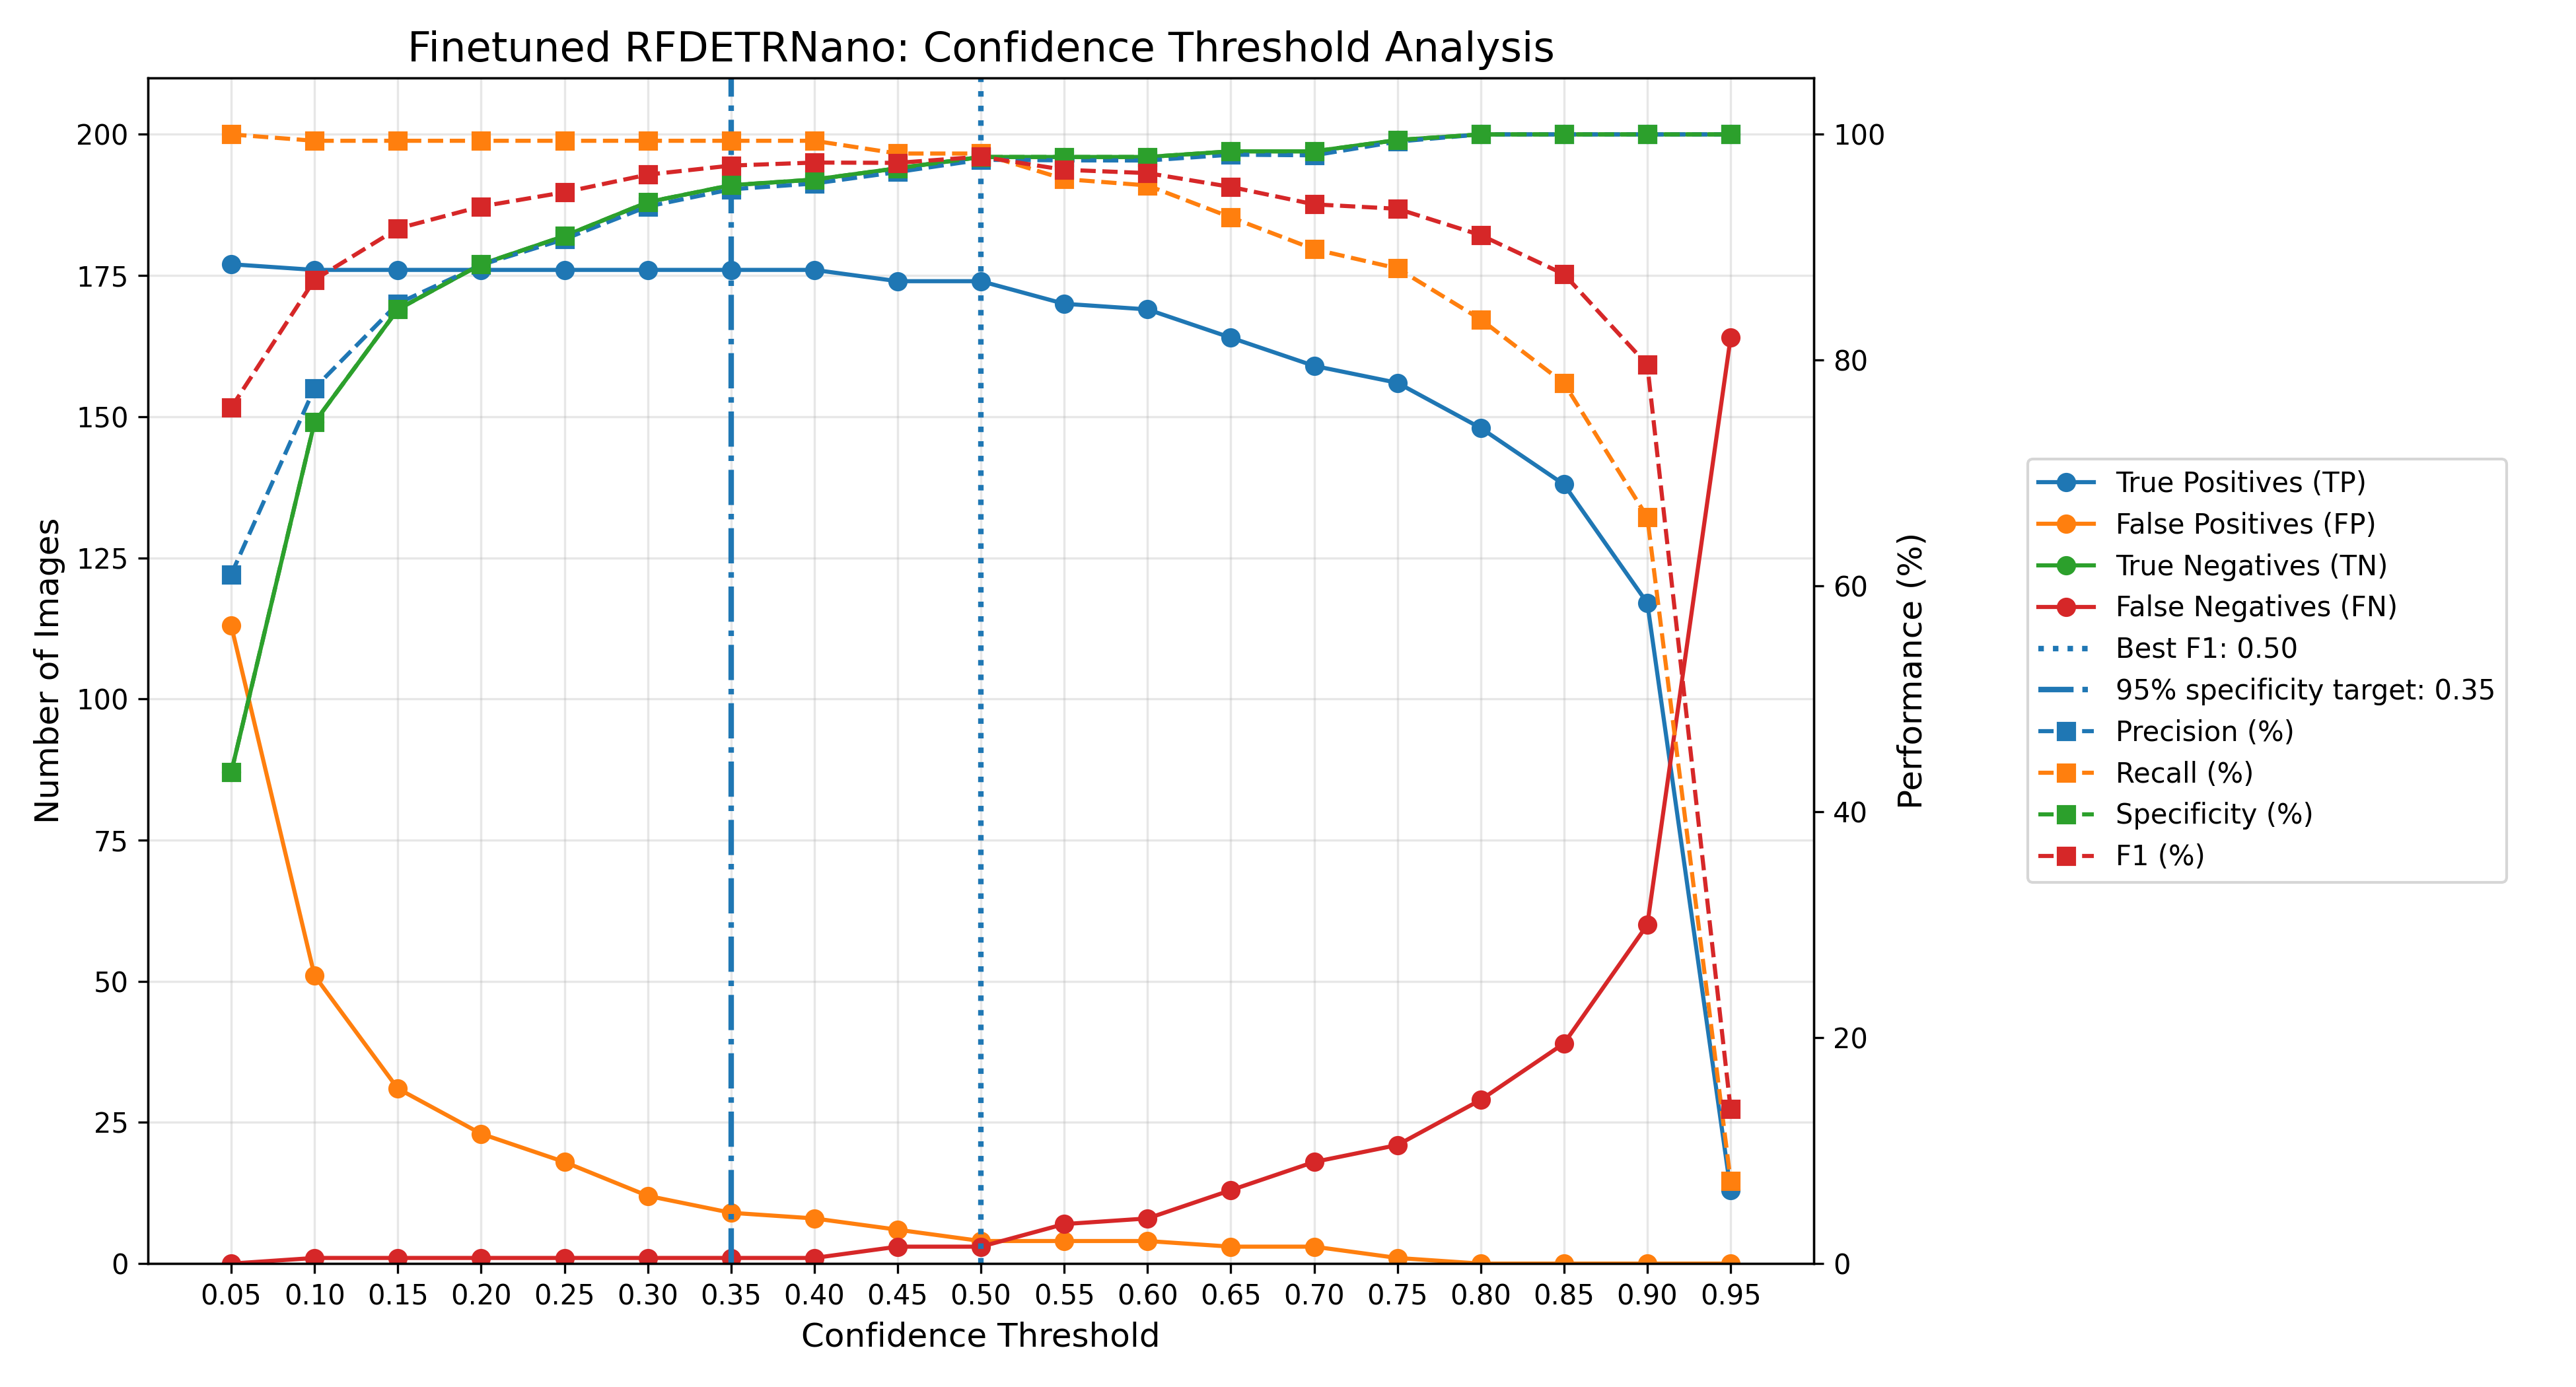 Finetuned RFDETRNano: Confidence Threshold Analysis
Number of Images
200
175
150
125
100
75
50
25
0
0.05 0.10 0.15 0.20 0.25 0.30 0.35 0.40 0.45 0.50 0.55 0.60 0.65 0.70 0.75 0.80 0.85 0.90 0.95
Confidence Threshold
100
80
60
40
20
0
Performance (%)
True Positives (TP)
False Positives (FP)
True Negatives (TN)
False Negatives (FN)
Best F1: 0.50
95% specificity target: 0.35
Precision (%)
Recall (%)
Specificity (%)
F1 (%)